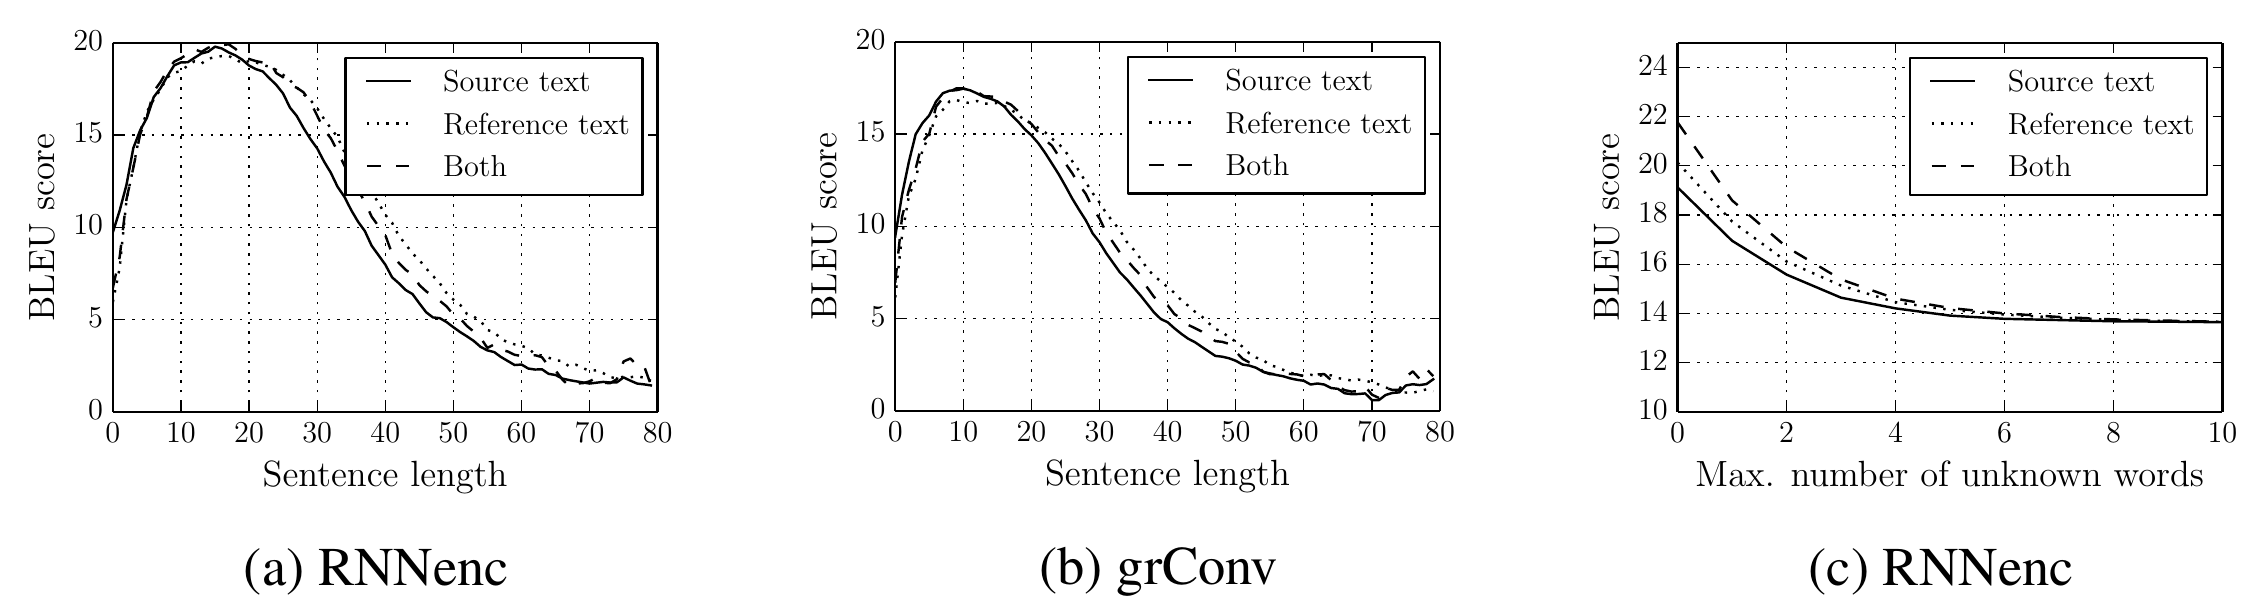 BLEU score
20
15
10
5
0
0 10 20 30 40 50 60 70 80
Sentence length
Source text
Reference text
Both
(a) RNNenc
BLEU score
20
15
10
5
0
0 10 20 30 40 50 60 70 80
Sentence length
Source text
Reference text
Both
(b) grConv
BLEU score
24
22
20
18
16
14
12
10
0 2 4 6 8 10
Max. number of unknown words
Source text
Reference text
Both
(c) RNNenc